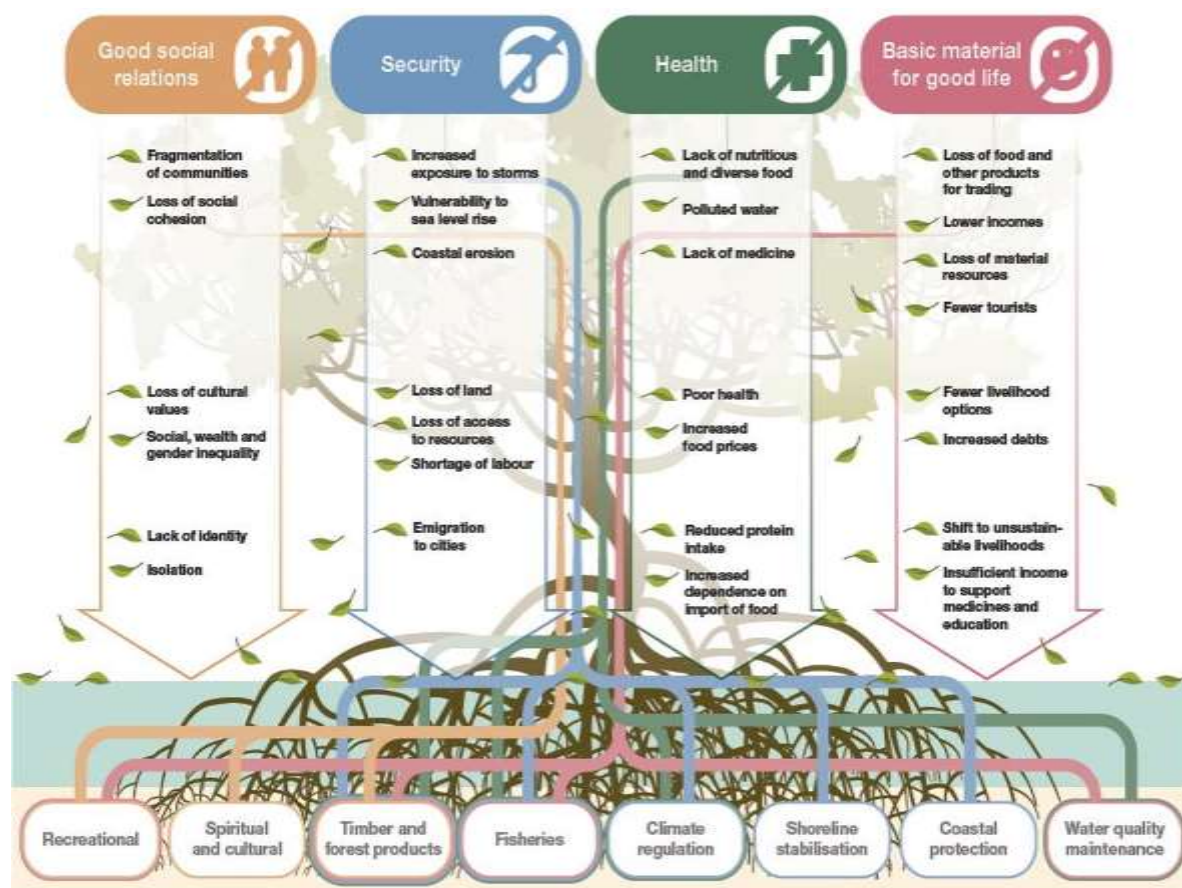 Good social
relations
Security
Health
Basic material
for good life
Fragmentation
of communities
Loss of social
cohesion
Loss of cultural
values
Social, wealth and
gender inequality
Lack of identity
Isolation
Increased
exposure to storms
Vulnerability to
sea level rise
Coastal erosion
Loss of land
Loss of access
to resources
Shortage of labour
Emigration
to cities
Lack of nutritious
and diverse food
Polluted water
Lack of medicine
Poor health
Increased
food prices
Reduced protein
intake
Increased
dependence on
import of food
Loss of food and
other products
for trading
Lower incomes
Loss of material
resources
Fewer tourists
Fewer livelihood
options
Increased debts
Shift to unsustain-
able livelihoods
Insufficient income
to support
medicines and
education
Recreational
Spiritual
and cultural
Timber and
forest products
Fisheries
Climate
regulation
Shoreline
stabilisation
Coastal
protection
Water quality
maintenance